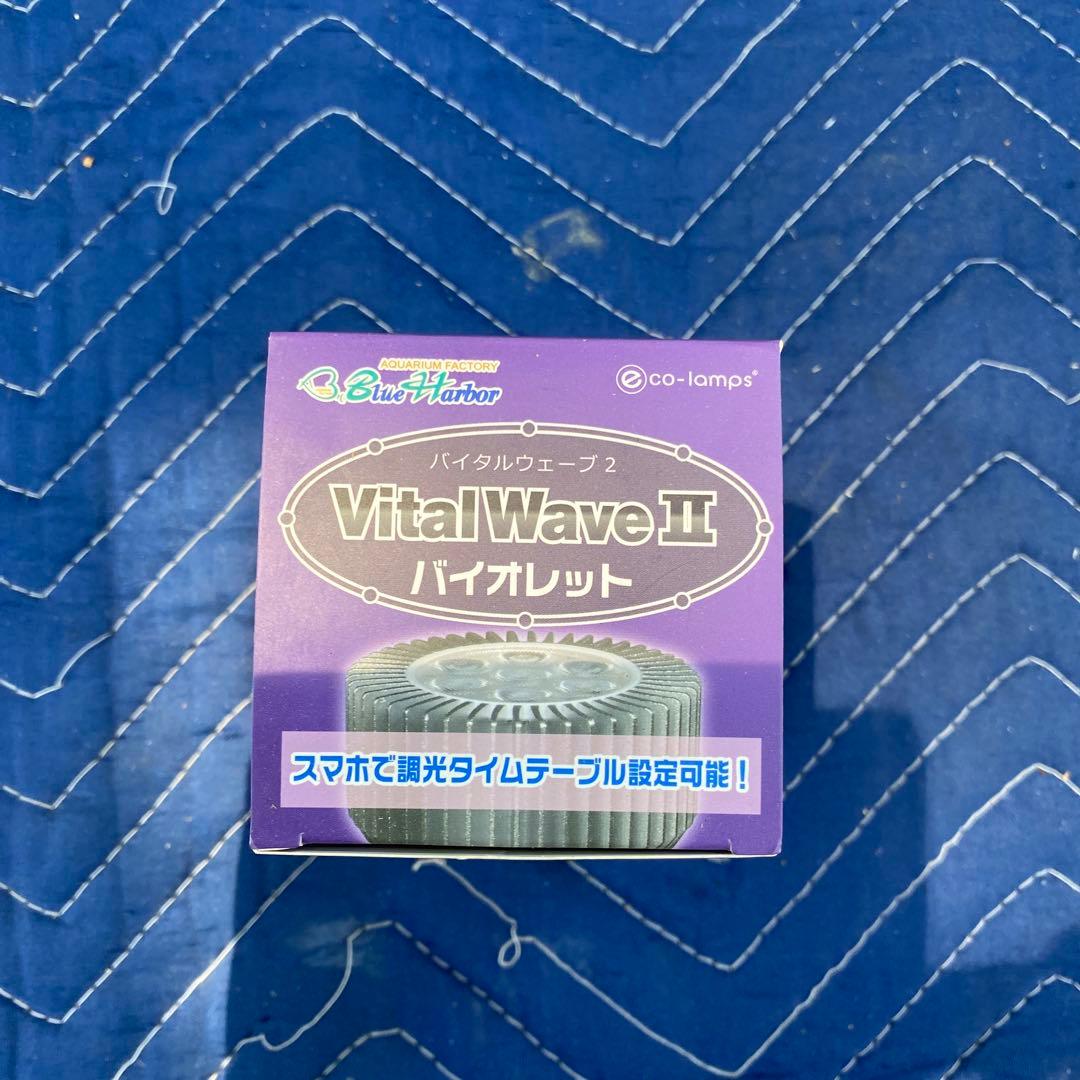 AQUARIUM FACTORY
Blue Harbor
eco-lamps®
バイタルウェーブ2
Vital Wave II
バイオレット
スマホで調光タイムテーブル設定可能！